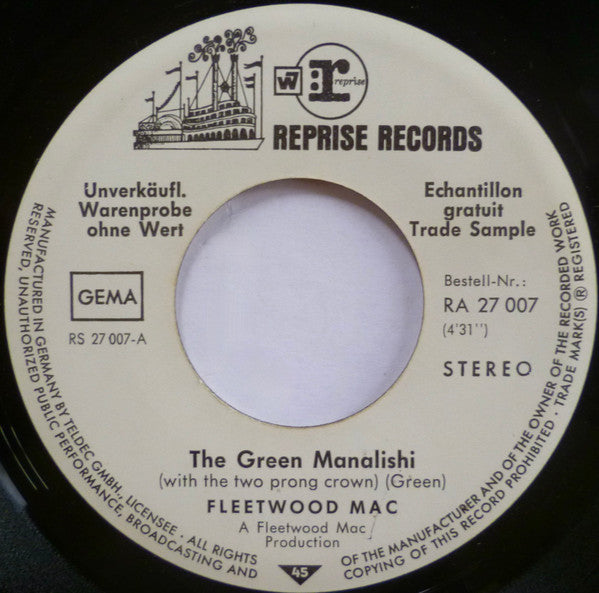 W7
r
reprise
REPRISE RECORDS
Unverkäufl.
Warenprobe
ohne Wert
Echantillon
gratuit
Trade Sample
GEMA
RS 27 007-A
Bestell-Nr.:
RA 27 007
(4'31'')
STEREO
The Green Manalishi
(with the two prong crown) (Green)
FLEETWOOD MAC
A Fleetwood Mac
Production
45
MANUFACTURED IN GERMANY BY TELDEC GMBH., LICENSEE · ALL RIGHTS
RESERVED, UNAUTHORIZED PUBLIC PERFORMANCE, BROADCASTING AND
OF THE MANUFACTURER AND OF THE OWNER OF THE RECORDED WORK
COPYING OF THIS RECORD PROHIBITED · TRADE MARK(S) ® REGISTERED